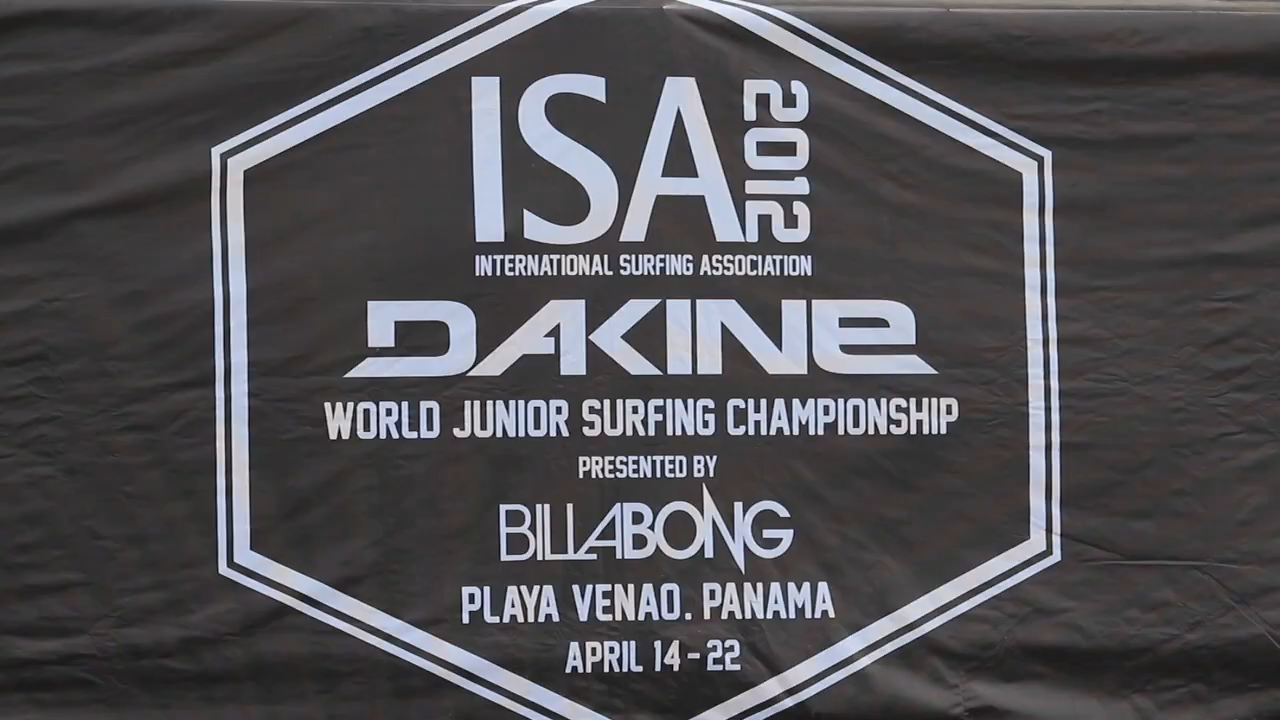 ISA 2012
INTERNATIONAL SURFING ASSOCIATION
DAKINE
WORLD JUNIOR SURFING CHAMPIONSHIP
PRESENTED BY
BILLABONG
PLAYA VENAO. PANAMA
APRIL 14-22